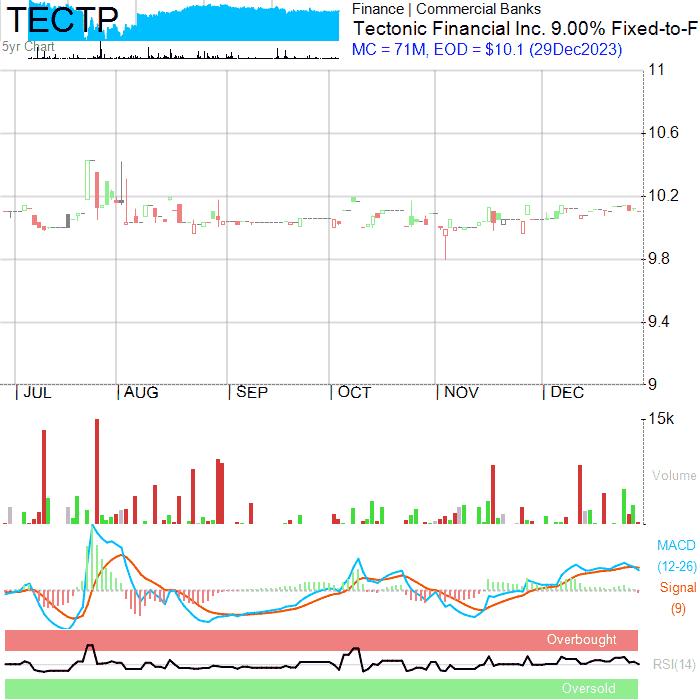 TECTP
5yr Chart
Finance | Commercial Banks
Tectonic Financial Inc. 9.00% Fixed-to-F
MC = 71M, EOD = $10.1 (29Dec2023)
11
10.6
10.2
9.8
9.4
9
JUL
AUG
SEP
OCT
NOV
DEC
15k
Volume
MACD
(12-26)
Signal
(9)
Overbought
RSI(14)
Oversold